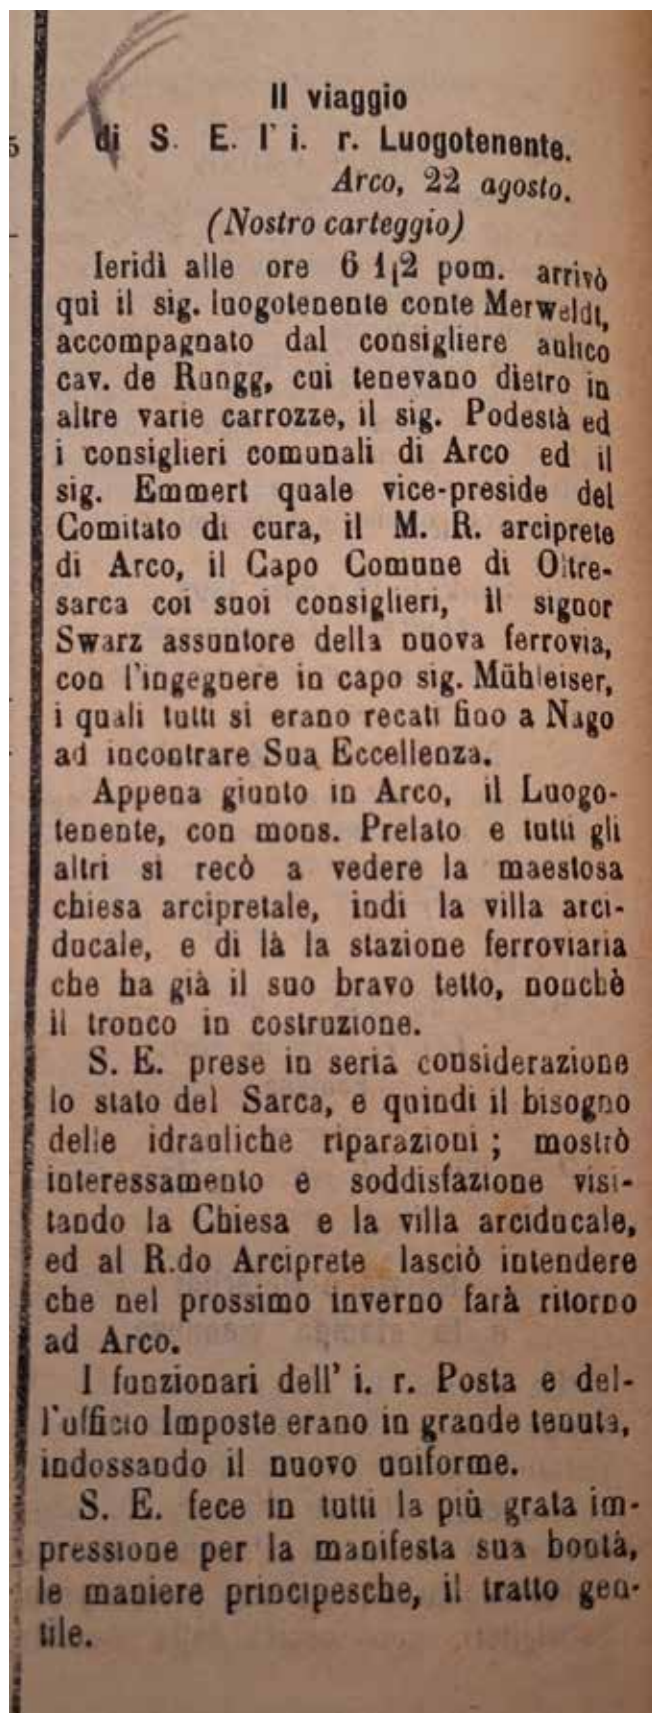 Il viaggio
di S. E. l' i. r. Luogotenente.
Arco, 22 agosto.
(Nostro carteggio)
Ieridì alle ore 6 1|2 pom. arrivò
quì il sig. luogotenente conte Merweldt,
accompagnato dal consigliere aulico
cav. de Rungg, cui tenevano dietro in
altre varie carrozze, il sig. Podestà ed
i consiglieri comunali di Arco ed il
sig. Emmert quale vice-preside del
Comitato di cura, il M. R. arciprete
di Arco, il Capo Comune di Oltre-
sarca coi suoi consiglieri, il signor
Swarz assuntore della nuova ferrovia,
con l'ingegnere in capo sig. Mühleiser,
i quali tutti si erano recati fino a Nago
ad incontrare Sua Eccellenza.
Appena giunto in Arco, il Luogo-
tenente, con mons. Prelato e tutti gli
altri si recò a vedere la maestosa
chiesa arcipretale, indi la villa arci-
ducale, e di là la stazione ferroviaria
che ha già il suo bravo tetto, nonchè
il tronco in costruzione.
S. E. prese in seria considerazione
lo stato del Sarca, e quindi il bisogno
delle idrauliche riparazioni ; mostrò
interessamento e soddisfazione visi-
tando la Chiesa e la villa arciducale,
ed al R.do Arciprete lasciò intendere
che nel prossimo inverno farà ritorno
ad Arco.
I funzionari dell' i. r. Posta e del-
l'ufficio Imposte erano in grande tenuta,
indossando il nuovo uniforme.
S. E. fece in tutti la più grata im-
pressione per la manifesta sua bontà,
le maniere principesche, il tratto gen-
tile.